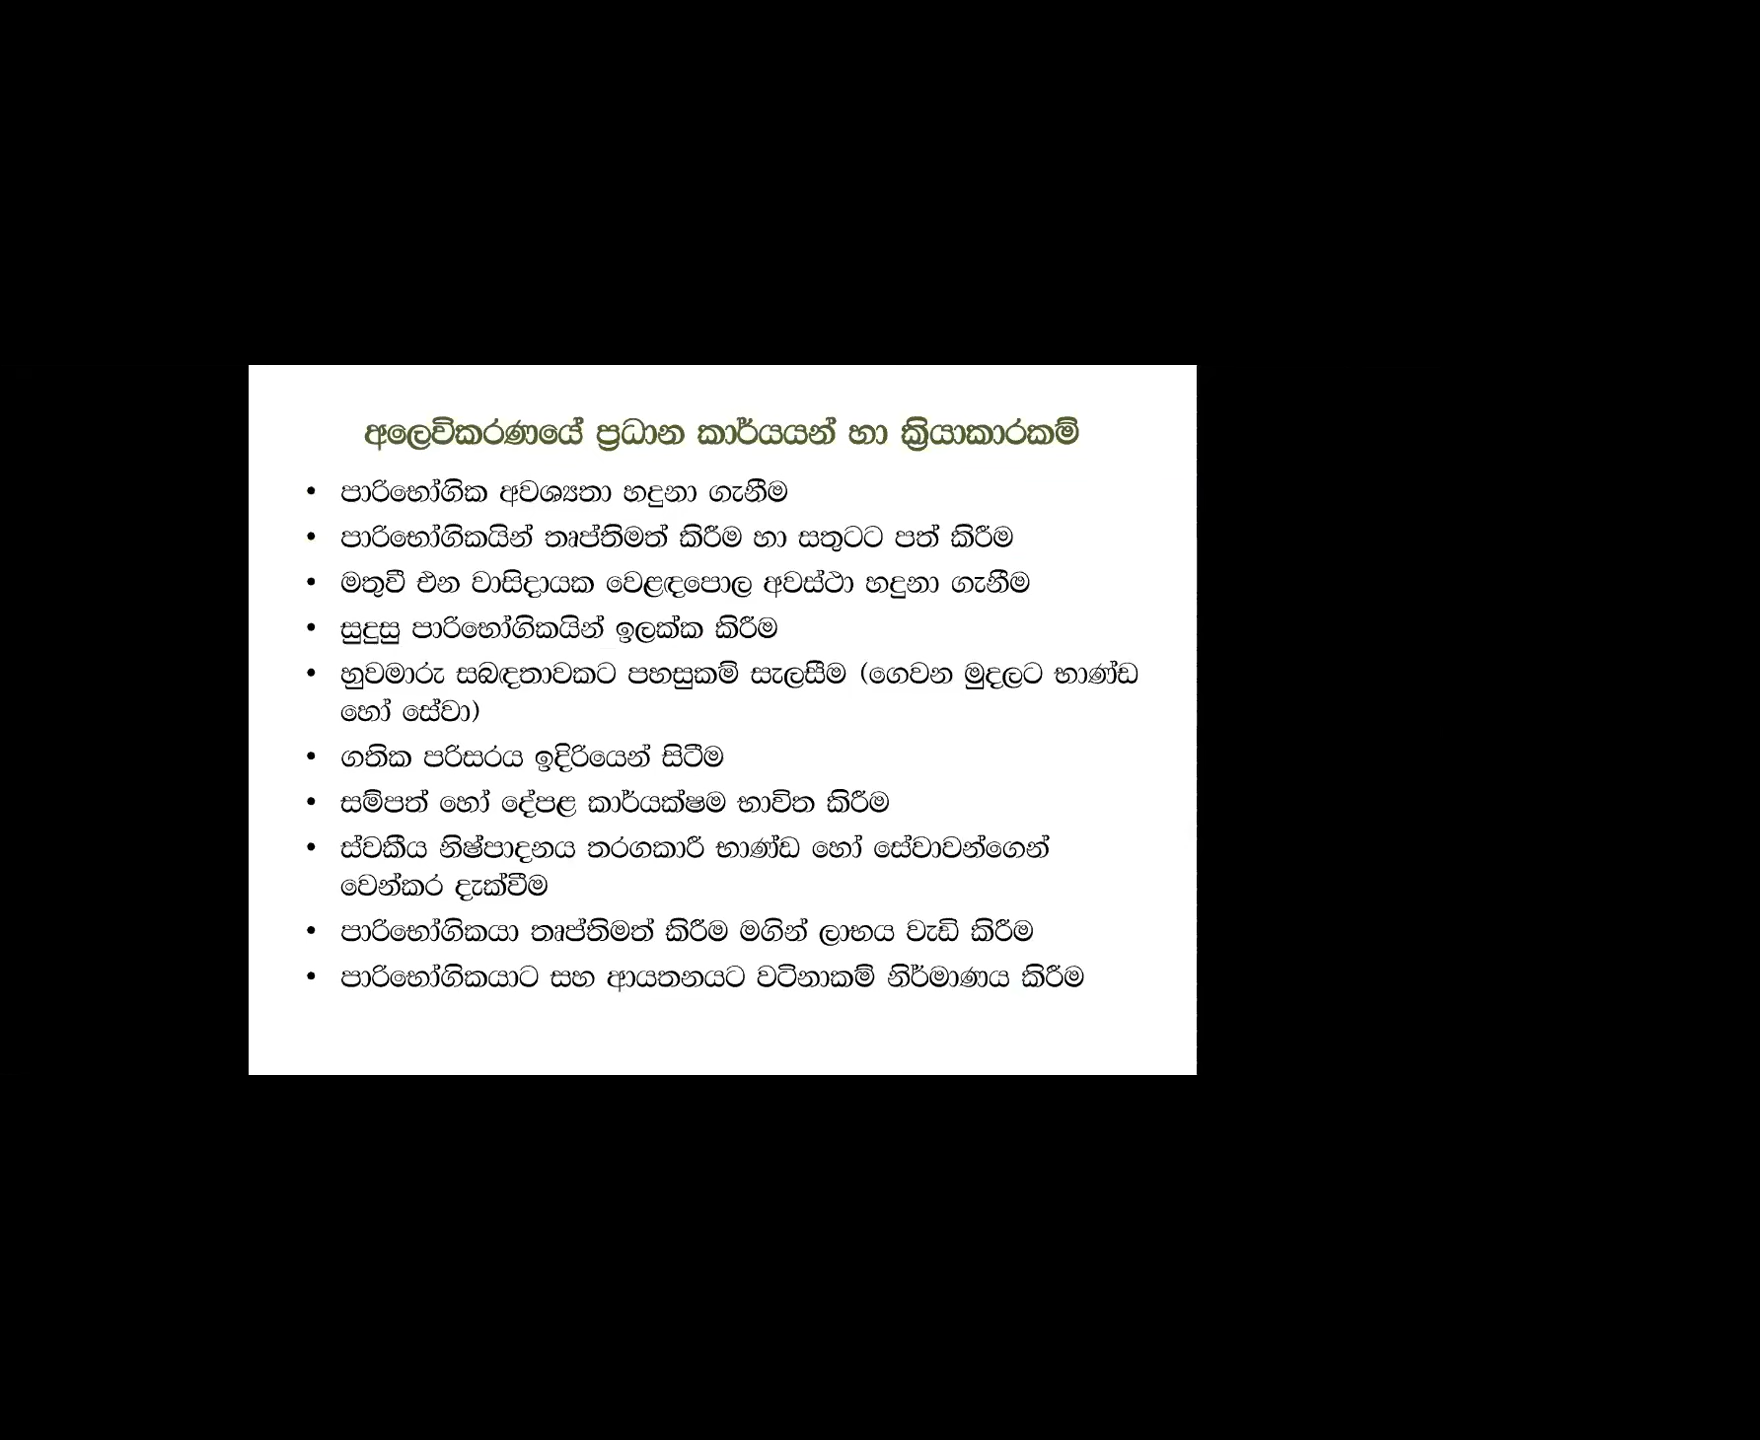 අලෙවිකරණයේ ප්‍රධාන කාර්යයන් හා ක්‍රියාකාරකම්
• පාරිභෝගික අවශ්‍යතා හදුනා ගැනීම
• පාරිභෝගිකයින් තෘප්තිමත් කිරීම හා සතුටට පත් කිරීම
• මතුවී එන වාසිදායක වෙළඳපොල අවස්ථා හදුනා ගැනීම
• සුදුසු පාරිභෝගිකයින් ඉලක්ක කිරීම
• හුවමාරු සබඳතාවකට පහසුකම් සැලසීම (ගෙවන මුදලට භාණ්ඩ
හෝ සේවා)
• ගතික පරිසරය ඉදිරියෙන් සිටීම
• සම්පත් හෝ දේපළ කාර්යක්ෂම භාවිත කිරීම
• ස්වකීය නිෂ්පාදනය තරගකාරී භාණ්ඩ හෝ සේවාවන්ගෙන්
වෙන්කර දැක්වීම
• පාරිභෝගිකයා තෘප්තිමත් කිරීම මගින් ලාභය වැඩි කිරීම
• පාරිභෝගිකයාට සහ ආයතනයට වටිනාකම් නිර්මාණය කිරීම